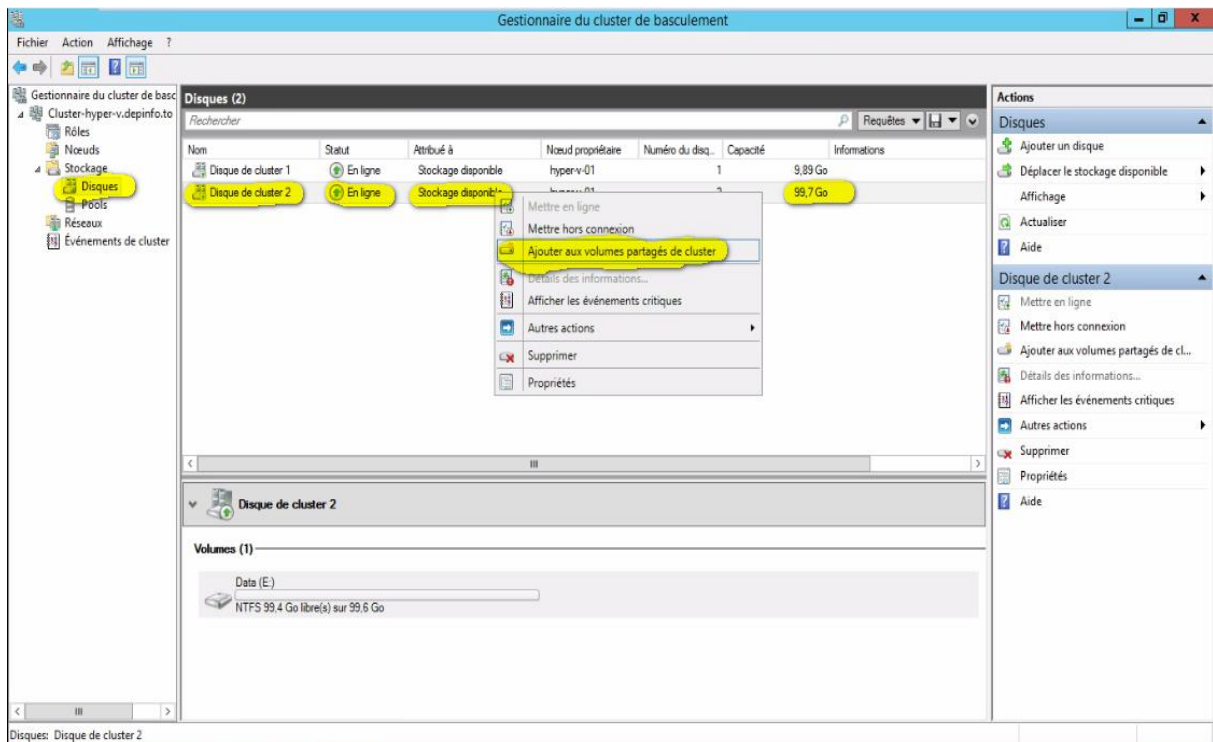 Gestionnaire du cluster de basculement
Fichier Action Affichage ?
Gestionnaire du cluster de basc
Cluster-hyper-v.depinfo.to
Rôles
Nœuds
Stockage
Disques
Pools
Réseaux
Événements de cluster
Disques (2)
Rechercher
Requêtes
Nom Statut Attribué à Nœud propriétaire Numéro du disq... Capacité Informations
Disque de cluster 1 En ligne Stockage disponible hyper-v-01 1 9,89 Go
Disque de cluster 2 En ligne Stockage disponible hyper-v-01 2 99,7 Go
Mettre en ligne
Mettre hors connexion
Ajouter aux volumes partagés de cluster
Détails des informations...
Afficher les événements critiques
Autres actions
Supprimer
Propriétés
Disque de cluster 2
Volumes (1)
Data (E:)
NTFS 99.4 Go libre(s) sur 99.6 Go
Actions
Disques
Ajouter un disque
Déplacer le stockage disponible
Affichage
Actualiser
Aide
Disque de cluster 2
Mettre en ligne
Mettre hors connexion
Ajouter aux volumes partagés de cl...
Détails des informations...
Afficher les événements critiques
Autres actions
Supprimer
Propriétés
Aide
Disques: Disque de cluster 2